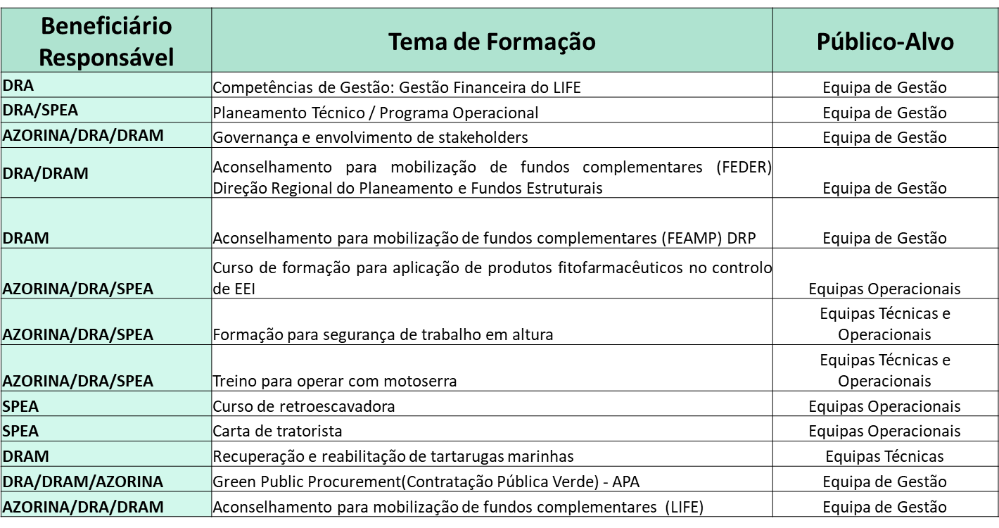 Beneficiário
Responsável
Tema de Formação
Público-Alvo
DRA
Competências de Gestão: Gestão Financeira do LIFE
Equipa de Gestão
DRA/SPEA
Planeamento Técnico / Programa Operacional
Equipa de Gestão
AZORINA/DRA/DRAM
Governança e envolvimento de stakeholders
Equipa de Gestão
DRA/DRAM
Aconselhamento para mobilização de fundos complementares (FEDER)
Direção Regional do Planeamento e Fundos Estruturais
Equipa de Gestão
DRAM
Aconselhamento para mobilização de fundos complementares (FEAMP) DRP
Equipa de Gestão
AZORINA/DRA/SPEA
Curso de formação para aplicação de produtos fitofarmacêuticos no controlo
de EEI
Equipas Operacionais
AZORINA/DRA/SPEA
Formação para segurança de trabalho em altura
Equipas Técnicas e
Operacionais
AZORINA/DRA/SPEA
Treino para operar com motoserra
Equipas Técnicas e
Operacionais
SPEA
Curso de retroescavadora
Equipas Operacionais
SPEA
Carta de tratorista
Equipas Operacionais
DRAM
Recuperação e reabilitação de tartarugas marinhas
Equipas Técnicas
DRA/DRAM/AZORINA
Green Public Procurement(Contratação Pública Verde) - APA
Equipa de Gestão
AZORINA/DRA/DRAM
Aconselhamento para mobilização de fundos complementares (LIFE)
Equipa de Gestão